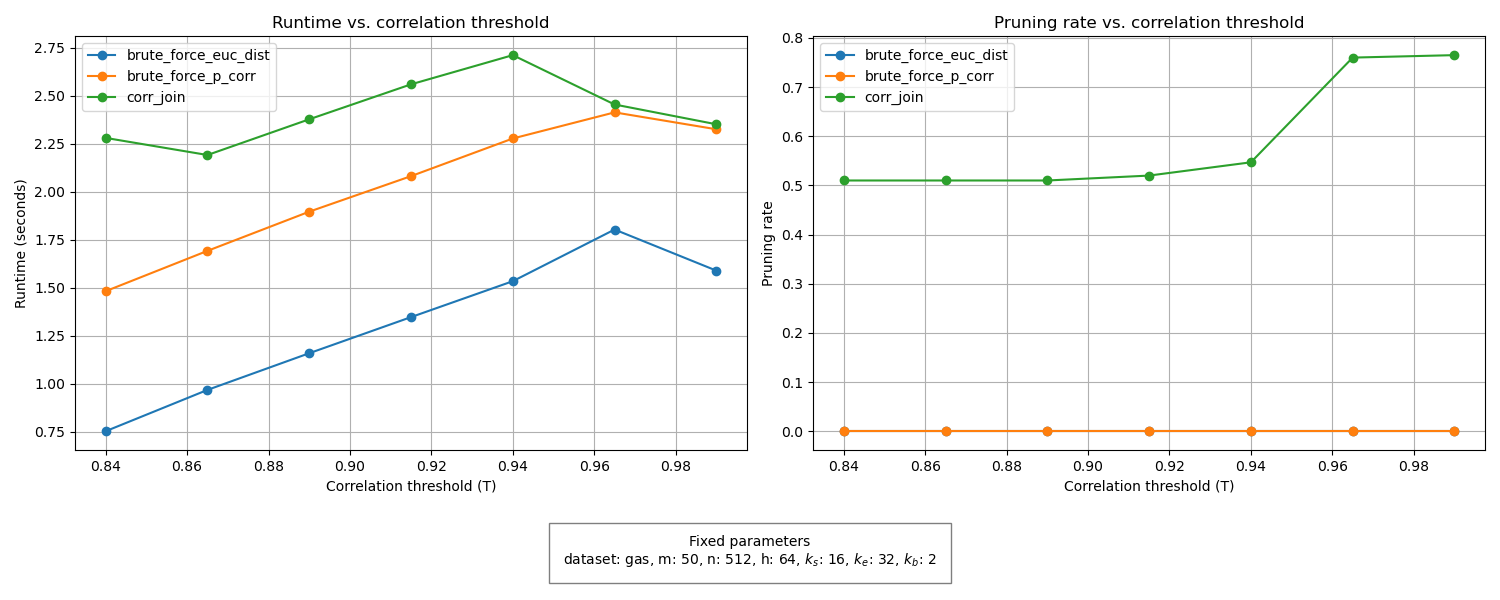 Runtime vs. correlation threshold
Runtime (seconds)
2.75
2.50
2.25
2.00
1.75
1.50
1.25
1.00
0.75
brute_force_euc_dist
brute_force_p_corr
corr_join
0.84 0.86 0.88 0.90 0.92 0.94 0.96 0.98
Correlation threshold (T)
Pruning rate vs. correlation threshold
Pruning rate
0.8
0.7
0.6
0.5
0.4
0.3
0.2
0.1
0.0
brute_force_euc_dist
brute_force_p_corr
corr_join
0.84 0.86 0.88 0.90 0.92 0.94 0.96 0.98
Correlation threshold (T)
Fixed parameters
dataset: gas, m: 50, n: 512, h: 64, k_s: 16, k_e: 32, k_b: 2